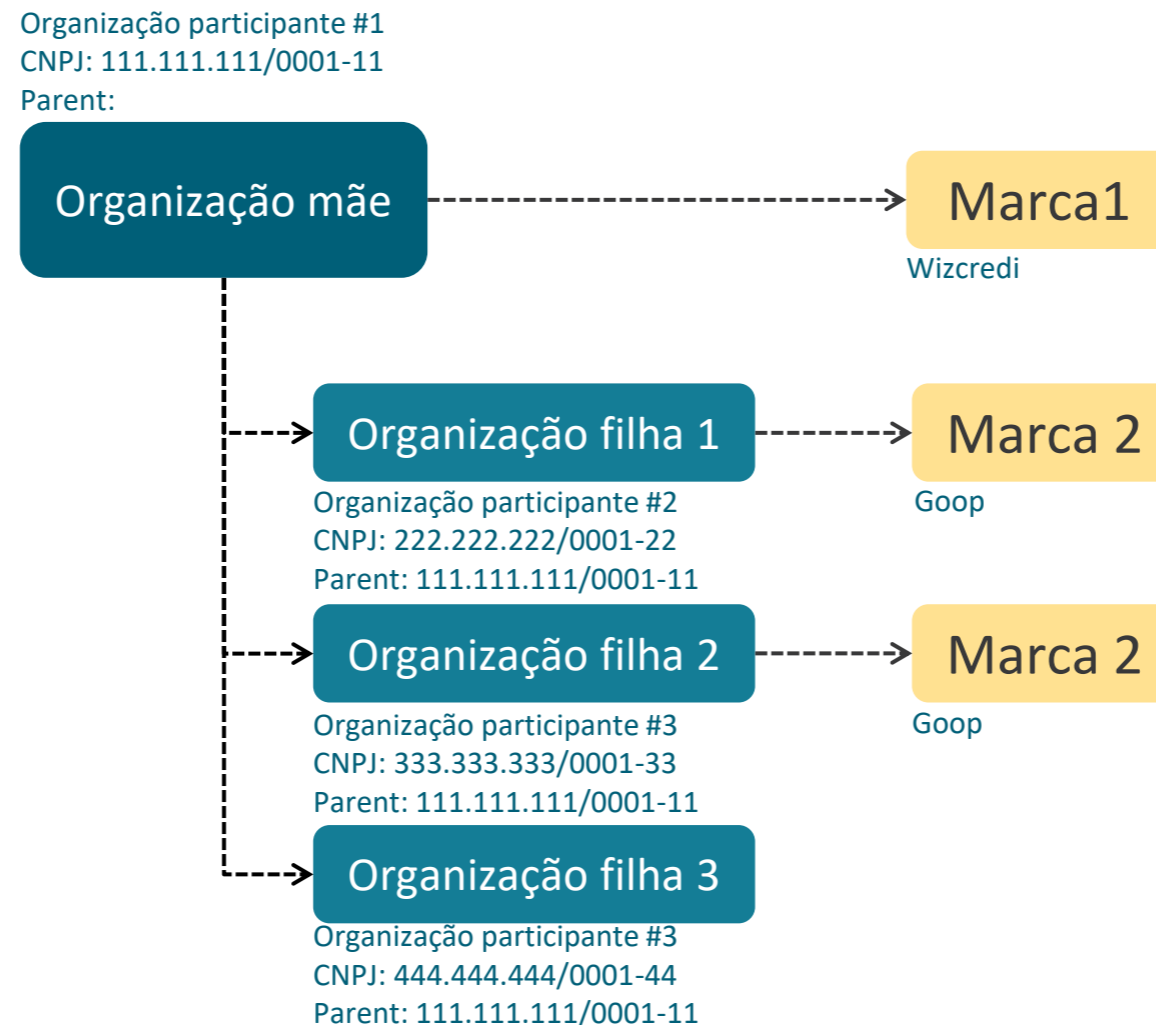 Organização participante #1
CNPJ: 111.111.111/0001-11
Parent:
Organização mãe
Marca1
Wizcredi
Organização filha 1
Marca 2
Organização participante #2
Goop
CNPJ: 222.222.222/0001-22
Parent: 111.111.111/0001-11
Organização filha 2
Marca 2
Organização participante #3
Goop
CNPJ: 333.333.333/0001-33
Parent: 111.111.111/0001-11
Organização filha 3
Organização participante #3
CNPJ: 444.444.444/0001-44
Parent: 111.111.111/0001-11